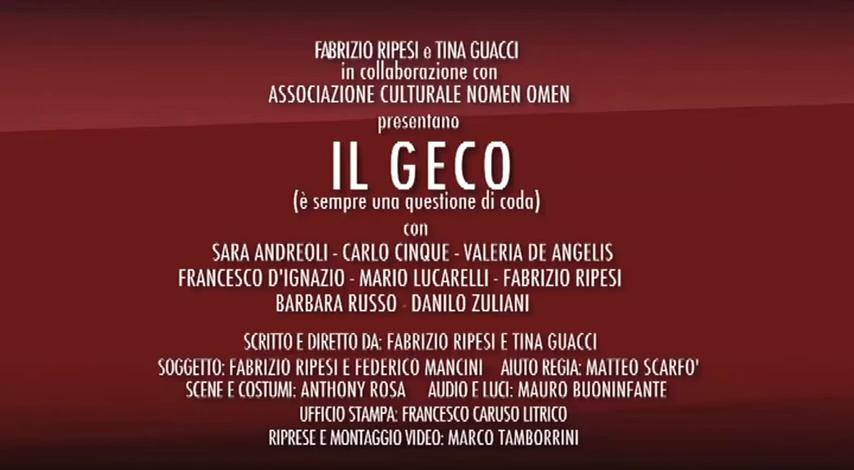 FABRIZIO RIPESI e TINA GUACCI
in collaborazione con
ASSOCIAZIONE CULTURALE NOMEN OMEN
presentano
IL GECO
(è sempre una questione di coda)
con
SARA ANDREOLI - CARLO CINQUE - VALERIA DE ANGELIS
FRANCESCO D'IGNAZIO - MARIO LUCARELLI - FABRIZIO RIPESI
BARBARA RUSSO - DANILO ZULIANI
SCRITTO E DIRETTO DA: FABRIZIO RIPESI E TINA GUACCI
SOGGETTO: FABRIZIO RIPESI E FEDERICO MANCINI AIUTO REGIA: MATTEO SCARFO'
SCENE E COSTUMI: ANTHONY ROSA AUDIO E LUCI: MAURO BUONINFANTE
UFFICIO STAMPA: FRANCESCO CARUSO LITRICO
RIPRESE E MONTAGGIO VIDEO: MARCO TAMBORRINI